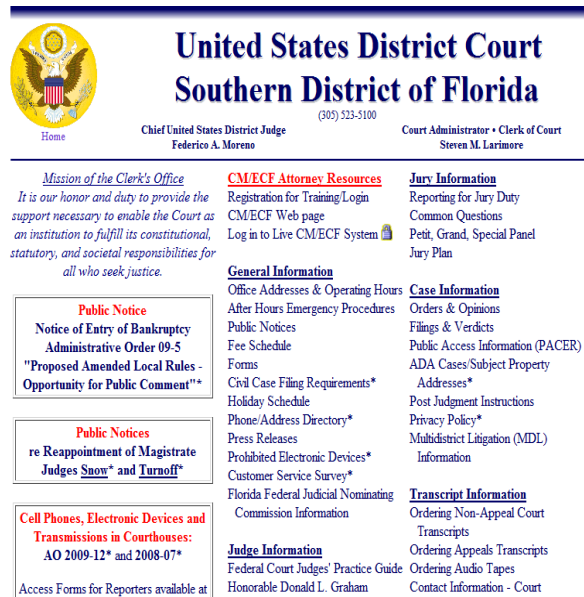 United States District Court
Southern District of Florida
(305) 523-5100
Home
Chief United States District Judge
Federico A. Moreno
Court Administrator • Clerk of Court
Steven M. Larimore
Mission of the Clerk's Office
It is our honor and duty to provide the
support necessary to enable the Court as
an institution to fulfill its constitutional,
statutory, and societal responsibilities for
all who seek justice.
Public Notice
Notice of Entry of Bankruptcy
Administrative Order 09-5
"Proposed Amended Local Rules -
Opportunity for Public Comment"*
Public Notices
re Reappointment of Magistrate
Judges Snow* and Turnoff*
Cell Phones, Electronic Devices and
Transmissions in Courthouses:
AO 2009-12* and 2008-07*
Access Forms for Reporters available at
CM/ECF Attorney Resources
Registration for Training/Login
CM/ECF Web page
Log in to Live CM/ECF System
General Information
Office Addresses & Operating Hours
After Hours Emergency Procedures
Public Notices
Fee Schedule
Forms
Civil Case Filing Requirements*
Holiday Schedule
Phone/Address Directory*
Press Releases
Prohibited Electronic Devices*
Customer Service Survey*
Florida Federal Judicial Nominating
Commission Information
Judge Information
Federal Court Judges' Practice Guide
Honorable Donald L. Graham
Jury Information
Reporting for Jury Duty
Common Questions
Petit, Grand, Special Panel
Jury Plan
Case Information
Orders & Opinions
Filings & Verdicts
Public Access Information (PACER)
ADA Cases/Subject Property
Addresses*
Post Judgment Instructions
Privacy Policy*
Multidistrict Litigation (MDL)
Information
Transcript Information
Ordering Non-Appeal Court
Transcripts
Ordering Appeals Transcripts
Ordering Audio Tapes
Contact Information - Court